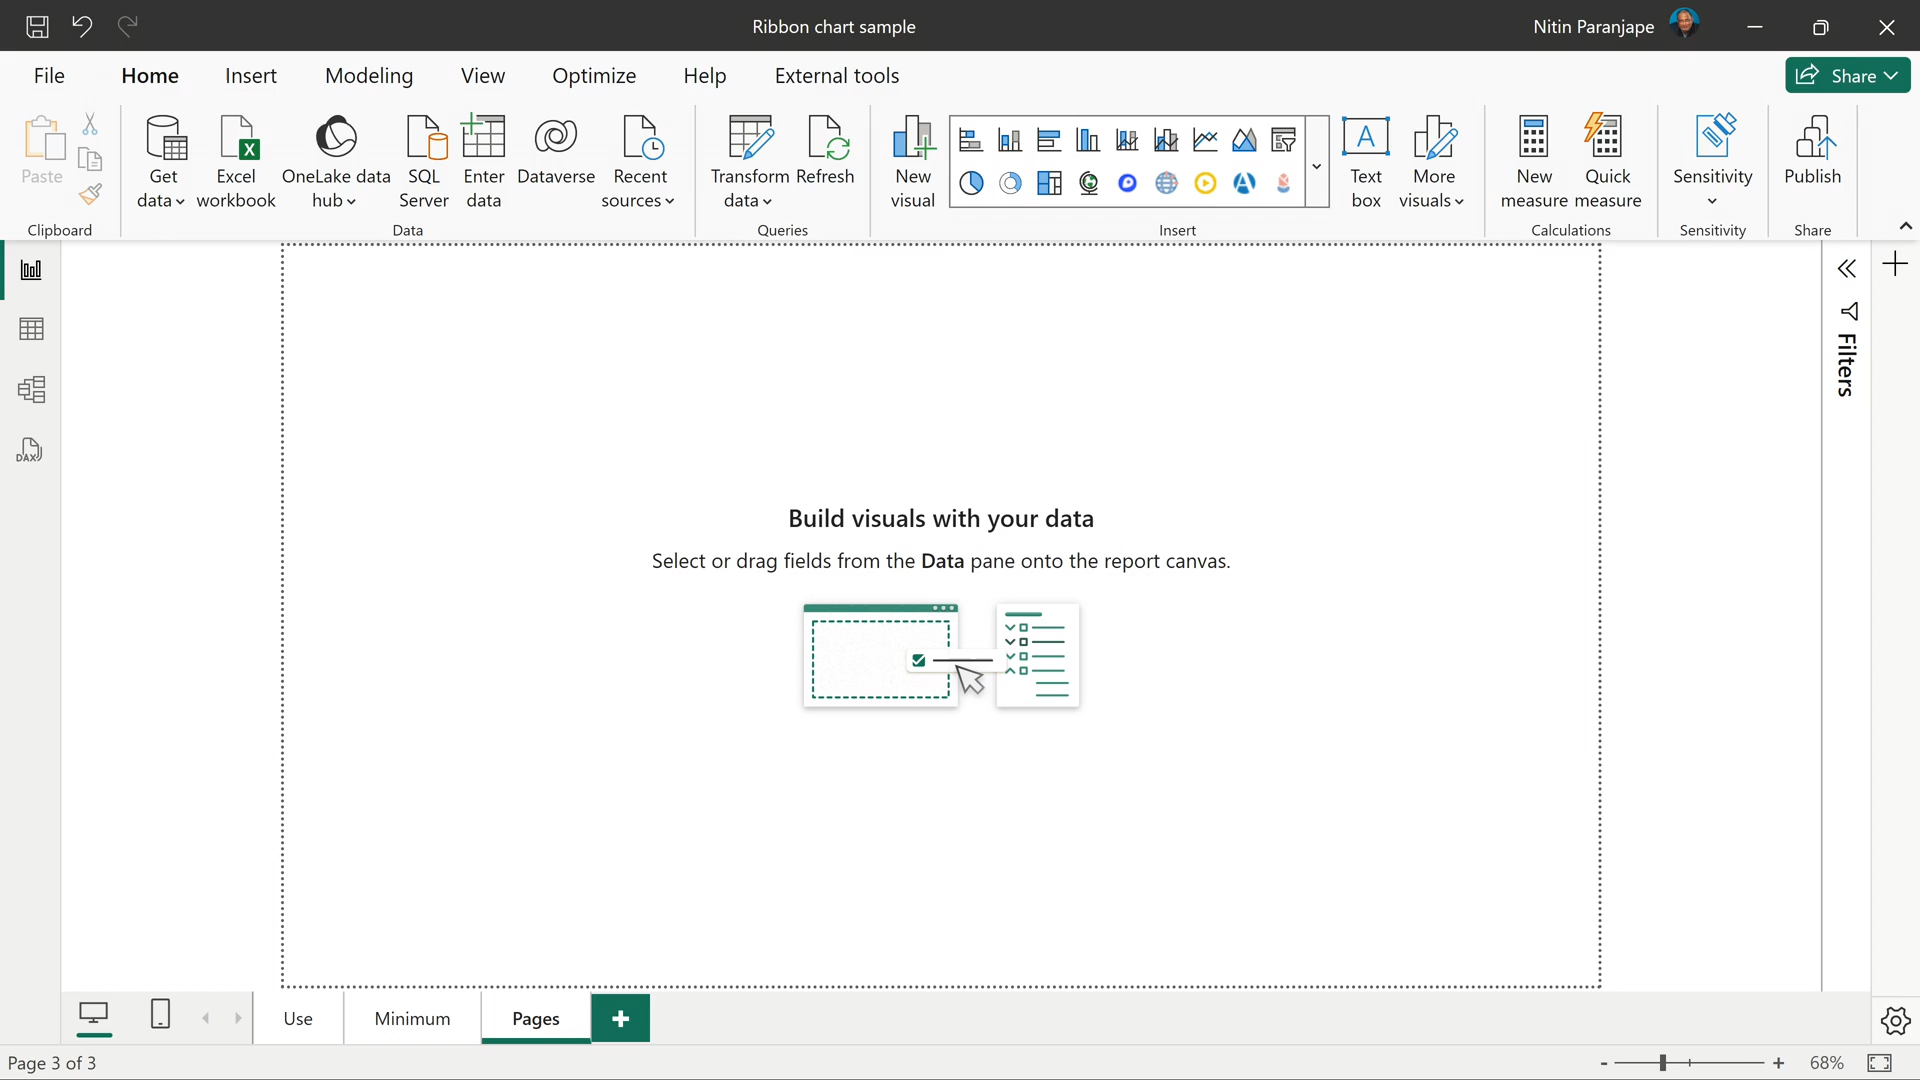 Ribbon chart sample
Nitin Paranjape
File Home Insert Modeling View Optimize Help External tools
Share
Paste
Clipboard
Get data
Excel workbook
OneLake data hub
SQL Server
Enter data
Dataverse
Recent sources
Data
Transform data
Refresh
Queries
New visual
Text box
More visuals
Insert
New measure
Quick measure
Calculations
Sensitivity
Sensitivity
Publish
Share
DAX
Filters
Build visuals with your data
Select or drag fields from the Data pane onto the report canvas.
Use
Minimum
Pages
Page 3 of 3
- + 68%